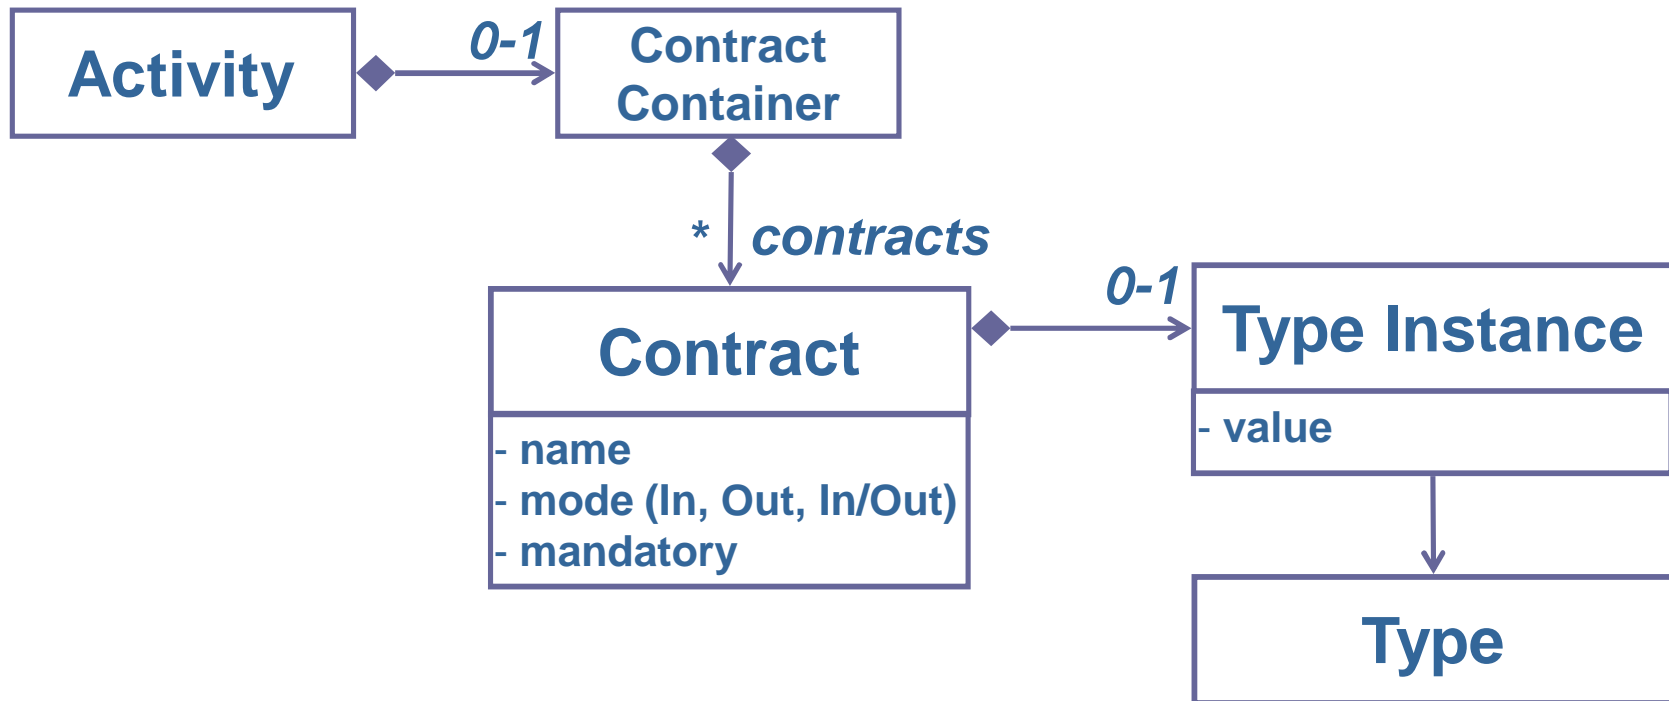 Activity
0-1
Contract
Container
* contracts
0-1
Type Instance
- value
Contract
- name
- mode (In, Out, In/Out)
- mandatory
Type